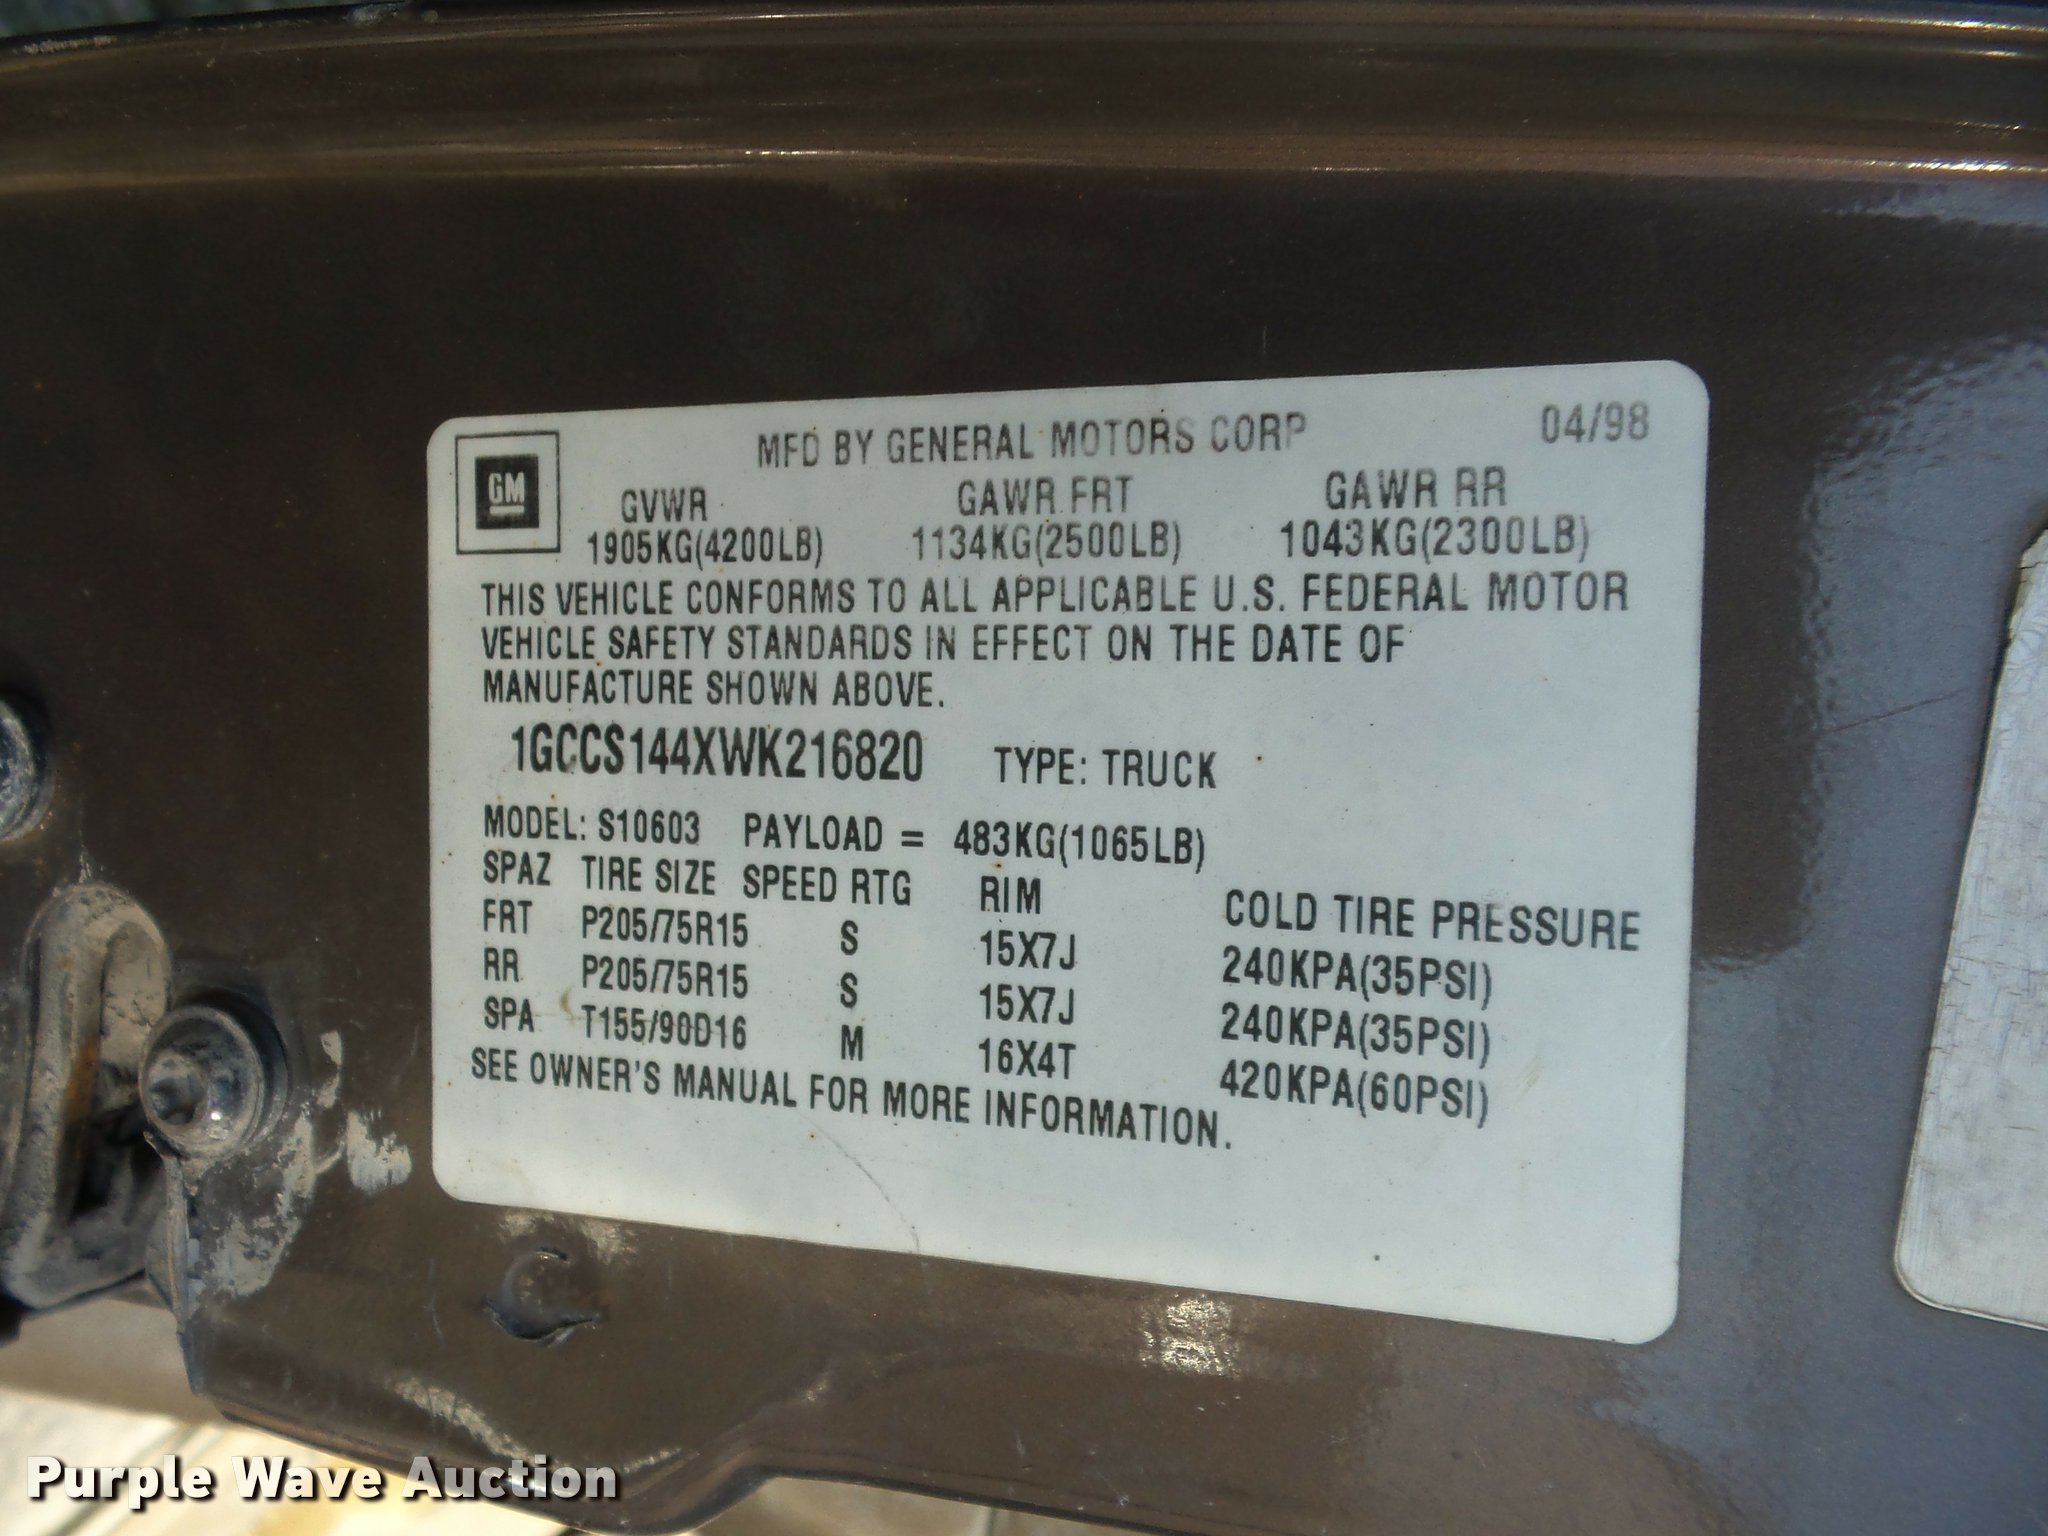 MFD BY GENERAL MOTORS CORP 04/98
GM
GVWR GAWR FRT GAWR RR
1905KG(4200LB) 1134KG(2500LB) 1043KG(2300LB)
THIS VEHICLE CONFORMS TO ALL APPLICABLE U.S. FEDERAL MOTOR
VEHICLE SAFETY STANDARDS IN EFFECT ON THE DATE OF
MANUFACTURE SHOWN ABOVE.
1GCCS144XWK216820 TYPE: TRUCK
MODEL: S10603 PAYLOAD = 483KG(1065LB)
SPAZ TIRE SIZE SPEED RTG RIM COLD TIRE PRESSURE
FRT P205/75R15 S 15X7J 240KPA(35PSI)
RR P205/75R15 S 15X7J 240KPA(35PSI)
SPA T155/90D16 M 16X4T 420KPA(60PSI)
SEE OWNER'S MANUAL FOR MORE INFORMATION.
Purple Wave Auction